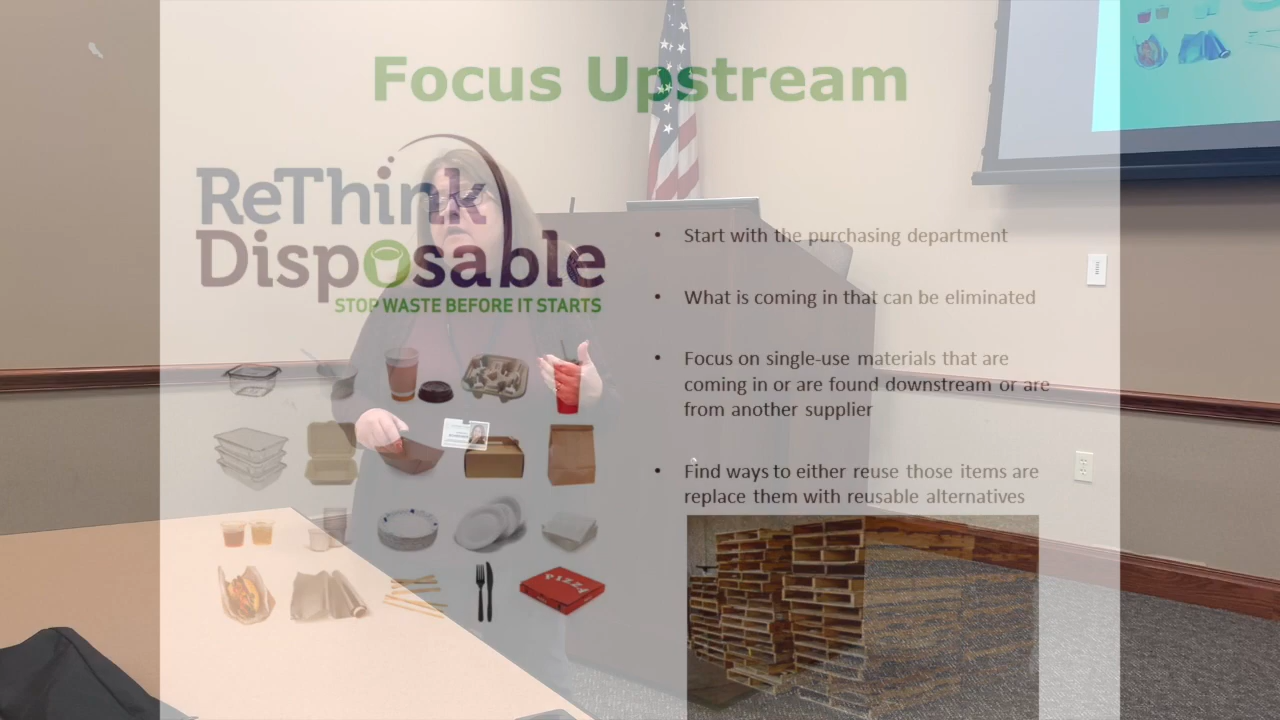 Focus Upstream
ReThink
Disposable
STOP WASTE BEFORE IT STARTS
• Start with the purchasing department
• What is coming in that can be eliminated
• Focus on single-use materials that are
coming in or are found downstream or are
from another supplier
• Find ways to either reuse those items are
replace them with reusable alternatives
PIZZA